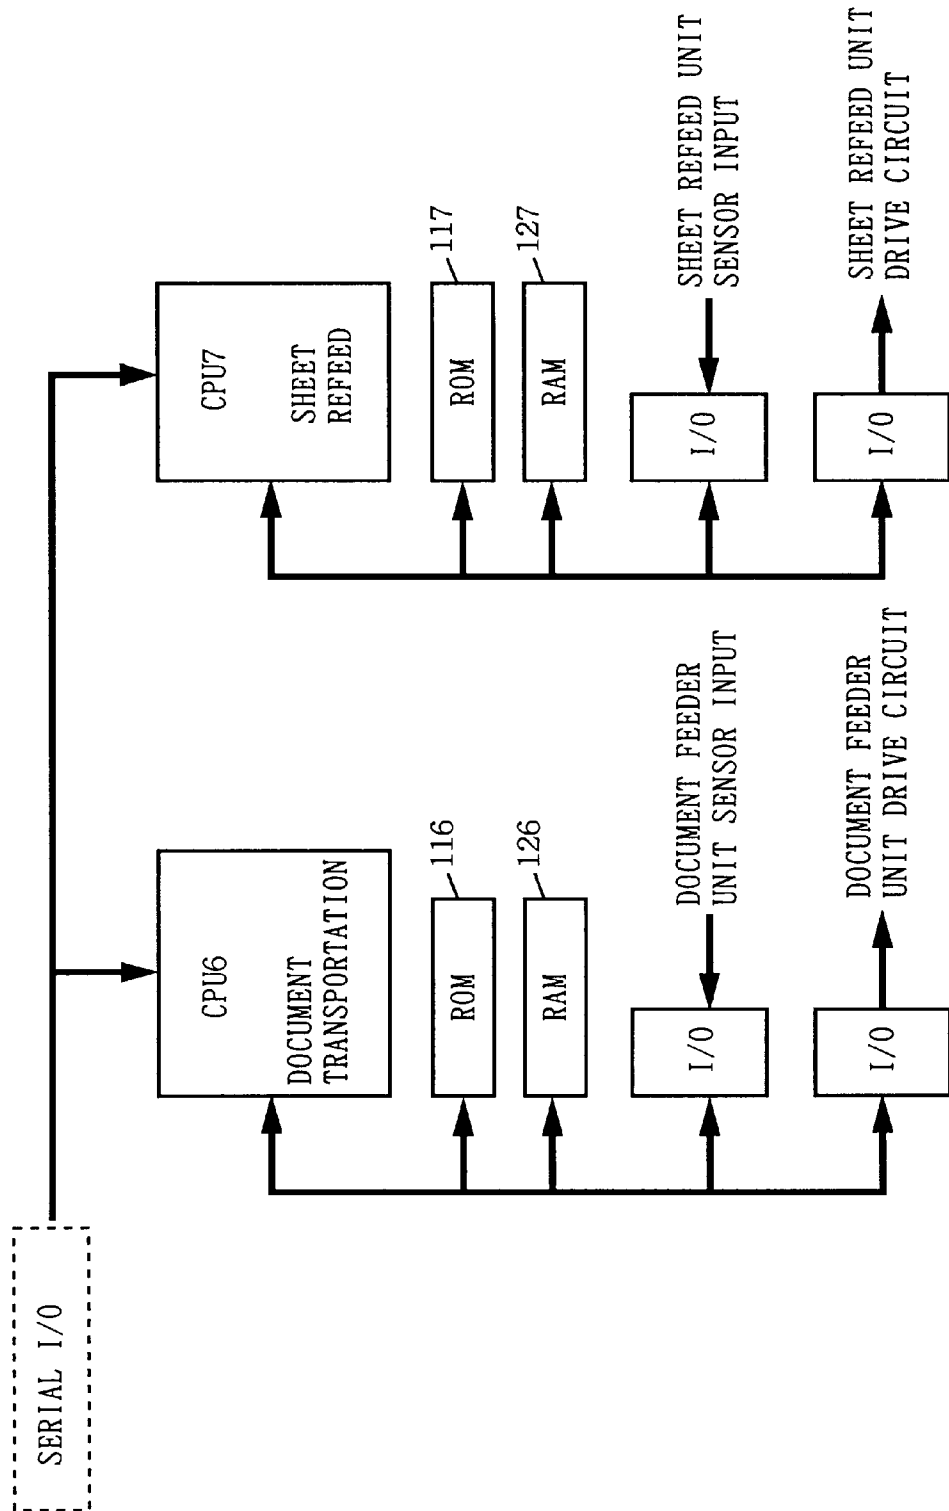 SERIAL I/O
CPU6
DOCUMENT
TRANSPORTATION
116
ROM
126
RAM
I/O
DOCUMENT FEEDER
UNIT SENSOR INPUT
I/O
DOCUMENT FEEDER
UNIT DRIVE CIRCUIT
CPU7
SHEET
REFEED
117
ROM
127
RAM
I/O
SHEET REFEED UNIT
SENSOR INPUT
I/O
SHEET REFEED UNIT
DRIVE CIRCUIT